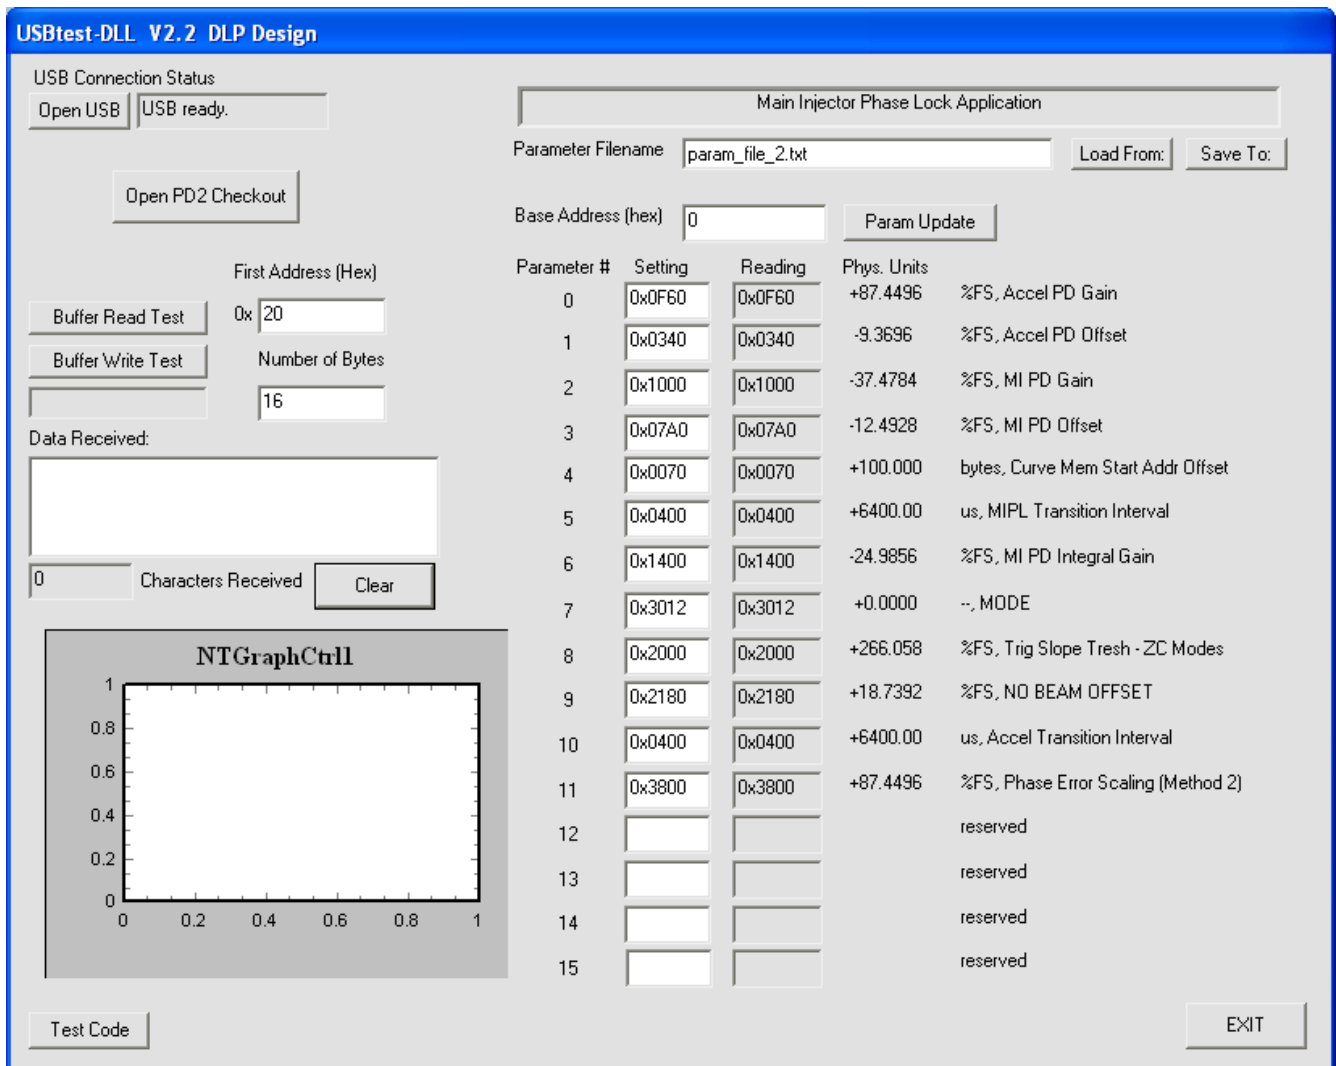 USBtest-DLL V2.2 DLP Design
USB Connection Status
Open USB
USB ready.
Open PD2 Checkout
First Address (Hex)
Buffer Read Test
0x
20
Buffer Write Test
Number of Bytes
16
Data Received:
0
Characters Received
Clear
NTGraphCtrl1
1
0.8
0.6
0.4
0.2
0
0 0.2 0.4 0.6 0.8 1
Test Code
Main Injector Phase Lock Application
Parameter Filename param_file_2.txt Load From: Save To:
Base Address (hex) 0 Param Update
Parameter # Setting Reading Phys. Units
0 0x0F60 0x0F60 +87.4496 %FS, Accel PD Gain
1 0x0340 0x0340 -9.3696 %FS, Accel PD Offset
2 0x1000 0x1000 -37.4784 %FS, MI PD Gain
3 0x07A0 0x07A0 -12.4928 %FS, MI PD Offset
4 0x0070 0x0070 +100.000 bytes, Curve Mem Start Addr Offset
5 0x0400 0x0400 +6400.00 us, MIPL Transition Interval
6 0x1400 0x1400 -24.9856 %FS, MI PD Integral Gain
7 0x3012 0x3012 +0.0000 --, MODE
8 0x2000 0x2000 +266.058 %FS, Trig Slope Tresh - ZC Modes
9 0x2180 0x2180 +18.7392 %FS, NO BEAM OFFSET
10 0x0400 0x0400 +6400.00 us, Accel Transition Interval
11 0x3800 0x3800 +87.4496 %FS, Phase Error Scaling (Method 2)
12 reserved
13 reserved
14 reserved
15 reserved
EXIT